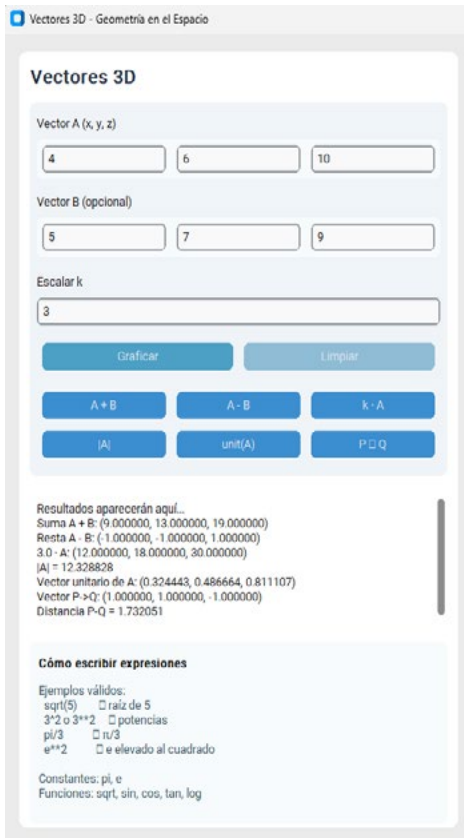 Vectores 3D - Geometría en el Espacio
Vectores 3D
Vector A (x, y, z)
4 6 10
Vector B (opcional)
5 7 9
Escalar k
3
Graficar Limpiar
A + B A - B k · A
|A| unit(A) P □ Q
Resultados aparecerán aquí...
Suma A + B: (9.000000, 13.000000, 19.000000)
Resta A - B: (-1.000000, -1.000000, 1.000000)
3.0 · A: (12.000000, 18.000000, 30.000000)
|A| = 12.328828
Vector unitario de A: (0.324443, 0.486664, 0.811107)
Vector P->Q: (1.000000, 1.000000, -1.000000)
Distancia P-Q = 1.732051
Cómo escribir expresiones
Ejemplos válidos:
sqrt(5) □ raíz de 5
3^2 o 3**2 □ potencias
pi/3 □ π/3
e**2 □ e elevado al cuadrado
Constantes: pi, e
Funciones: sqrt, sin, cos, tan, log